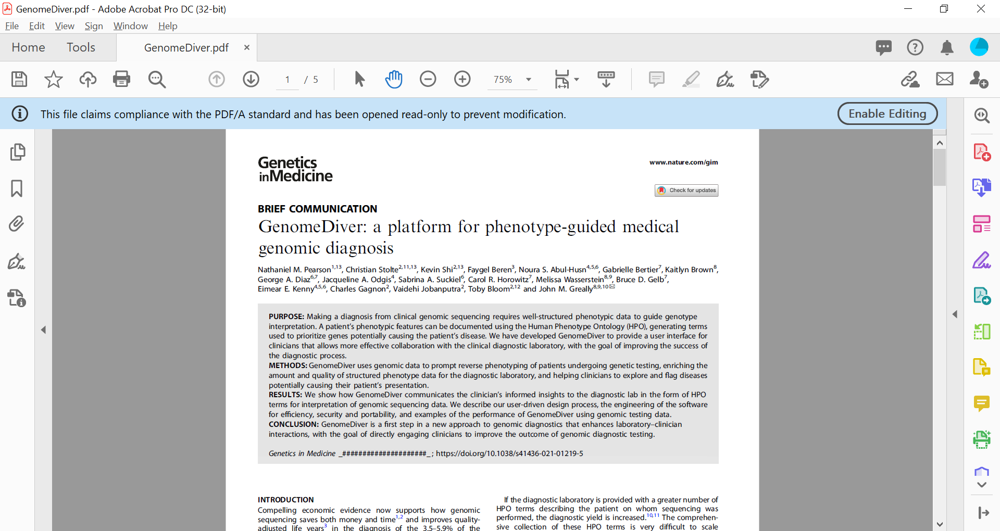 GenomeDiver.pdf - Adobe Acrobat Pro DC (32-bit)
File Edit View Sign Window Help
Home Tools GenomeDiver.pdf ×
1 / 5 75%
This file claims compliance with the PDF/A standard and has been opened read-only to prevent modification. Enable Editing
Genetics
inMedicine
www.nature.com/gim
Check for updates
BRIEF COMMUNICATION
GenomeDiver: a platform for phenotype-guided medical
genomic diagnosis
Nathaniel M. Pearson1,13, Christian Stolte2,11,13, Kevin Shi2,13, Faygel Beren3, Noura S. Abul-Husn4,5,6, Gabrielle Bertier7, Kaitlyn Brown8,
George A. Diaz6,7, Jacqueline A. Odgis4, Sabrina A. Suckiel6, Carol R. Horowitz7, Melissa Wasserstein8,9, Bruce D. Gelb7,
Eimear E. Kenny4,5,6, Charles Gagnon2, Vaidehi Jobanputra2, Toby Bloom2,12 and John M. Greally8,9,10✉
PURPOSE: Making a diagnosis from clinical genomic sequencing requires well-structured phenotypic data to guide genotype
interpretation. A patient's phenotypic features can be documented using the Human Phenotype Ontology (HPO), generating terms
used to prioritize genes potentially causing the patient's disease. We have developed GenomeDiver to provide a user interface for
clinicians that allows more effective collaboration with the clinical diagnostic laboratory, with the goal of improving the success of
the diagnostic process.
METHODS: GenomeDiver uses genomic data to prompt reverse phenotyping of patients undergoing genetic testing, enriching the
amount and quality of structured phenotype data for the diagnostic laboratory, and helping clinicians to explore and flag diseases
potentially causing their patient's presentation.
RESULTS: We show how GenomeDiver communicates the clinician's informed insights to the diagnostic lab in the form of HPO
terms for interpretation of genomic sequencing data. We describe our user-driven design process, the engineering of the software
for efficiency, security and portability, and examples of the performance of GenomeDiver using genomic testing data.
CONCLUSION: GenomeDiver is a first step in a new approach to genomic diagnostics that enhances laboratory–clinician
interactions, with the goal of directly engaging clinicians to improve the outcome of genomic diagnostic testing.
Genetics in Medicine _#####################_; https://doi.org/10.1038/s41436-021-01219-5
INTRODUCTION
Compelling economic evidence now supports how genomic
sequencing saves both money and time1,2 and improves quality-
adjusted life years3 in the diagnosis of the 3.5–5.9% of the
If the diagnostic laboratory is provided with a greater number of
HPO terms describing the patient on whom sequencing was
performed, the diagnostic yield is increased.10,11 The comprehen-
sive collection of these HPO terms is very difficult to scale